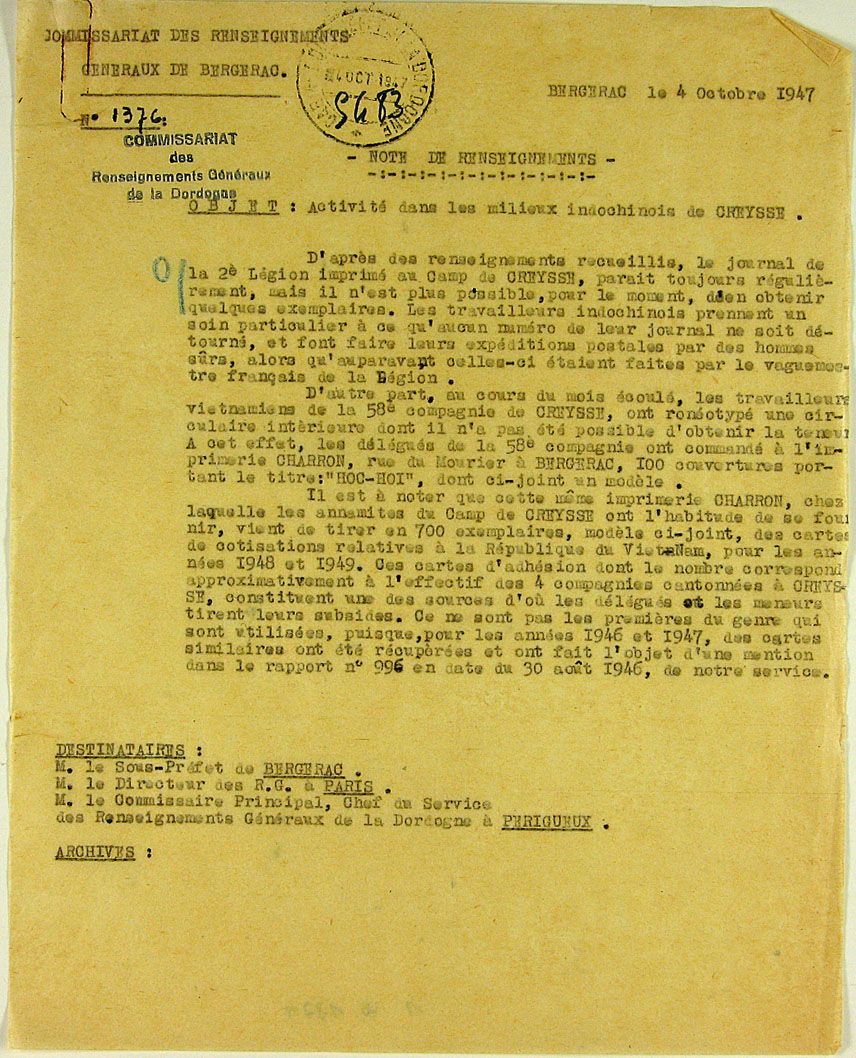 COMMISSARIAT DES RENSEIGNEMENTS
GENERAUX DE BERGERAC.
4 OCT 1947
5483
BERGERAC le 4 Octobre 1947
N° 1376.
COMMISSARIAT
des
Renseignements Généraux
de la Dordogne
- NOTE DE RENSEIGNEMENTS -
-:-:-:-:-:-:-:-:-:-:-:-
O B J E T : Activité dans les milieux indochinois de CREYSSE .
D'après des renseignements recueillis, le journal de
la 2è Légion imprimé au Camp de CREYSSE, parait toujours réguliè-
rement, mais il n'est plus possible,pour le moment, d'en obtenir
quelques exemplaires. Les travailleurs indochinois prennent un
soin particulier à ce qu'aucun numéro de leur journal ne soit dé-
tourné, et font faire leurs expéditions postales par des hommes
sûrs, alors qu'auparavant celles-ci étaient faites par le vaguemes-
tre français de la Légion .
D'autre part, au cours du mois écoulé, les travailleurs
vietnamiens de la 58è compagnie de CREYSSE, ont ronéotypé une cir-
culaire intèrieure dont il n'a pas été possible d'obtenir la teneur
A cet effet, les délégués de la 58è compagnie ont commandé à l'im-
primerie CHARRON, rue du Mourier à BERGERAC, I00 couvertures por-
tant le titre:"HOC-HOI", dont ci-joint un modèle .
Il est à noter que cette même imprimerie CHARRON, chez
laquelle les annamites du Camp de CREYSSE ont l'habitude de se four
nir, vient de tirer en 700 exemplaires, modèle ci-joint, des cartes
de cotisations relatives à la République du VietNam, pour les an-
nées I948 et I949. Ces cartes d'adhésion dont le nombre correspond
approximativement à l'effectif des 4 compagnies cantonnées à CREYS-
SE, constituent une des sources d'où les délégués et les meneurs
tirent leurs subsides. Ce ne sont pas les premières du genre qui
sont utilisées, puisque,pour les années I946 et I947, des cartes
similaires ont été récupèrées et ont fait l'objet d'une mention
dans le rapport n° 996 en date du 30 août I946, de notre service.
DESTINATAIRES :
M. le Sous-Préfet de BERGERAC .
M. le Directeur des R.G. à PARIS .
M. le Commissaire Principal, Chef du Service
des Renseignements Généraux de la Dordogne à PERIGUEUX .
ARCHIVES :